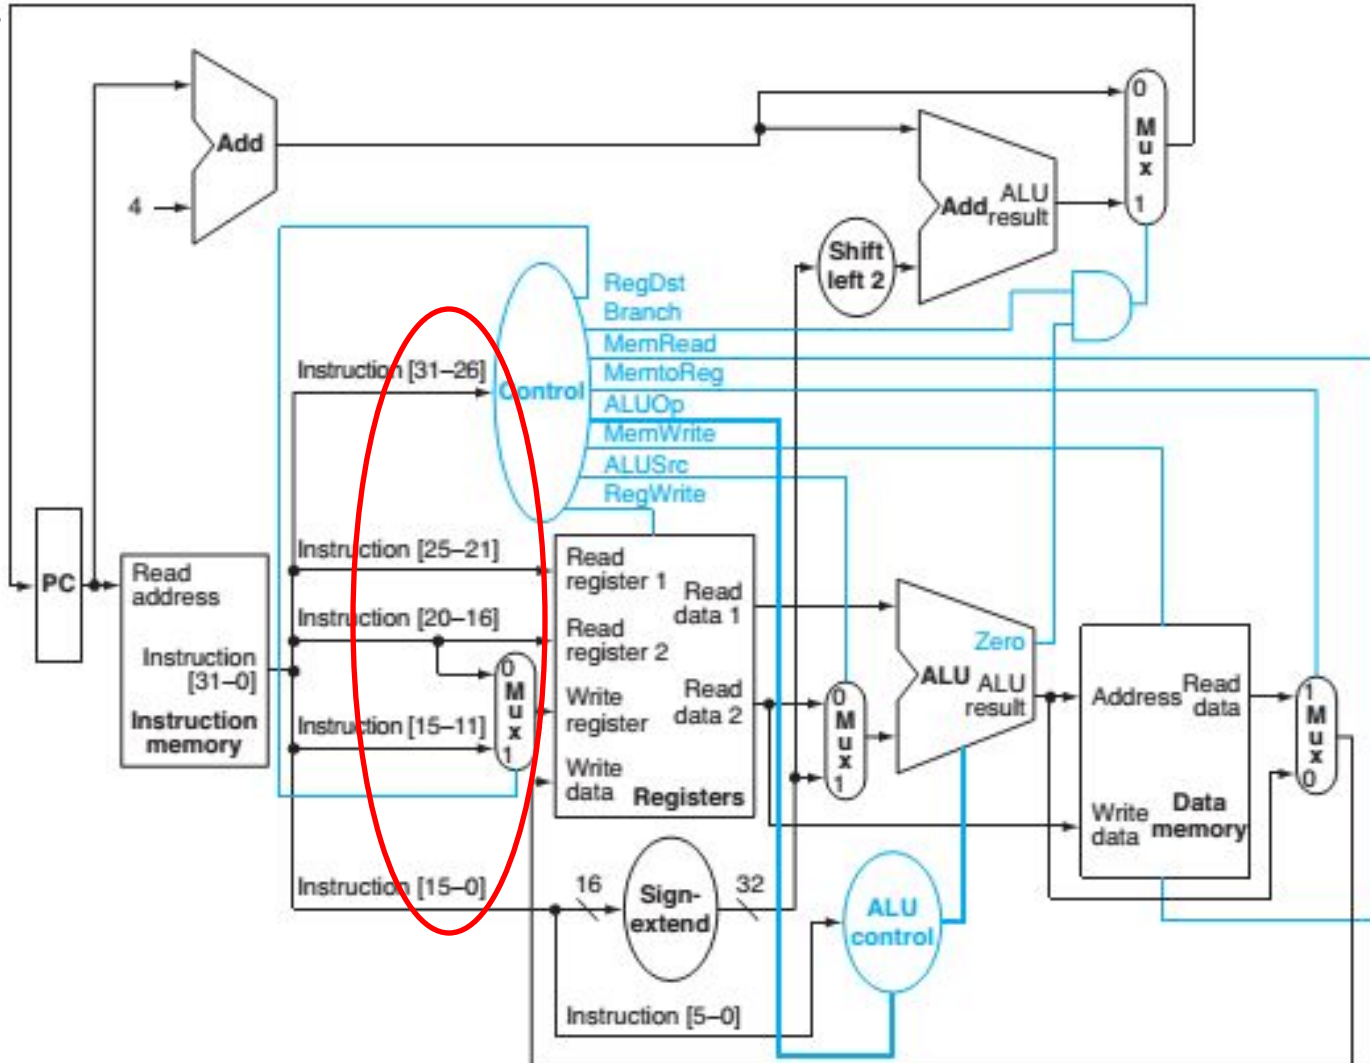 Add
4
0
M
u
x
1
Add
ALU
result
Shift
left 2
RegDst
Branch
MemRead
MemtoReg
ALUOp
MemWrite
ALUSrc
RegWrite
Control
Instruction [31–26]
Instruction [25–21]
Instruction [20–16]
Instruction [15–11]
Instruction [15–0]
Instruction [5–0]
PC
Read
address
Instruction
[31–0]
Instruction
memory
0
M
u
x
1
Read
register 1
Read
register 2
Write
register
Write
data
Read
data 1
Read
data 2
Registers
0
M
u
x
1
Zero
ALU
ALU
result
Address
Read
data
Write
data
Data
memory
1
M
u
x
0
16
Sign-
extend
32
ALU
control